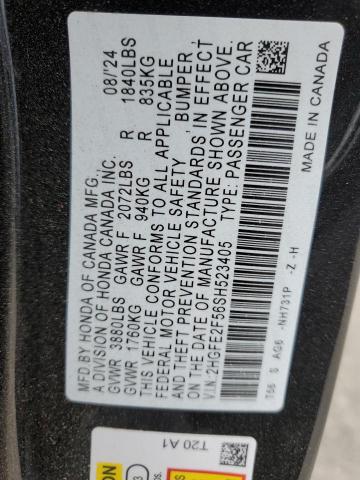 MFD BY HONDA OF CANADA MFG.,
A DIVISION OF HONDA CANADA INC. 08/'24
GVWR 3880LBS GAWR F 2072LBS R 1840LBS
GVWR 1760KG GAWR F 940KG R 835KG
THIS VEHICLE CONFORMS TO ALL APPLICABLE
FEDERAL MOTOR VEHICLE SAFETY , BUMPER ,
AND THEFT PREVENTION STANDARDS IN EFFECT
ON THE DATE OF MANUFACTURE SHOWN ABOVE.
V.I.N.:2HGFE2F56SH523405 TYPE: PASSENGER CAR
T56 S AG6 -NH731P -Z -H
MADE IN CANADA
T20 A1